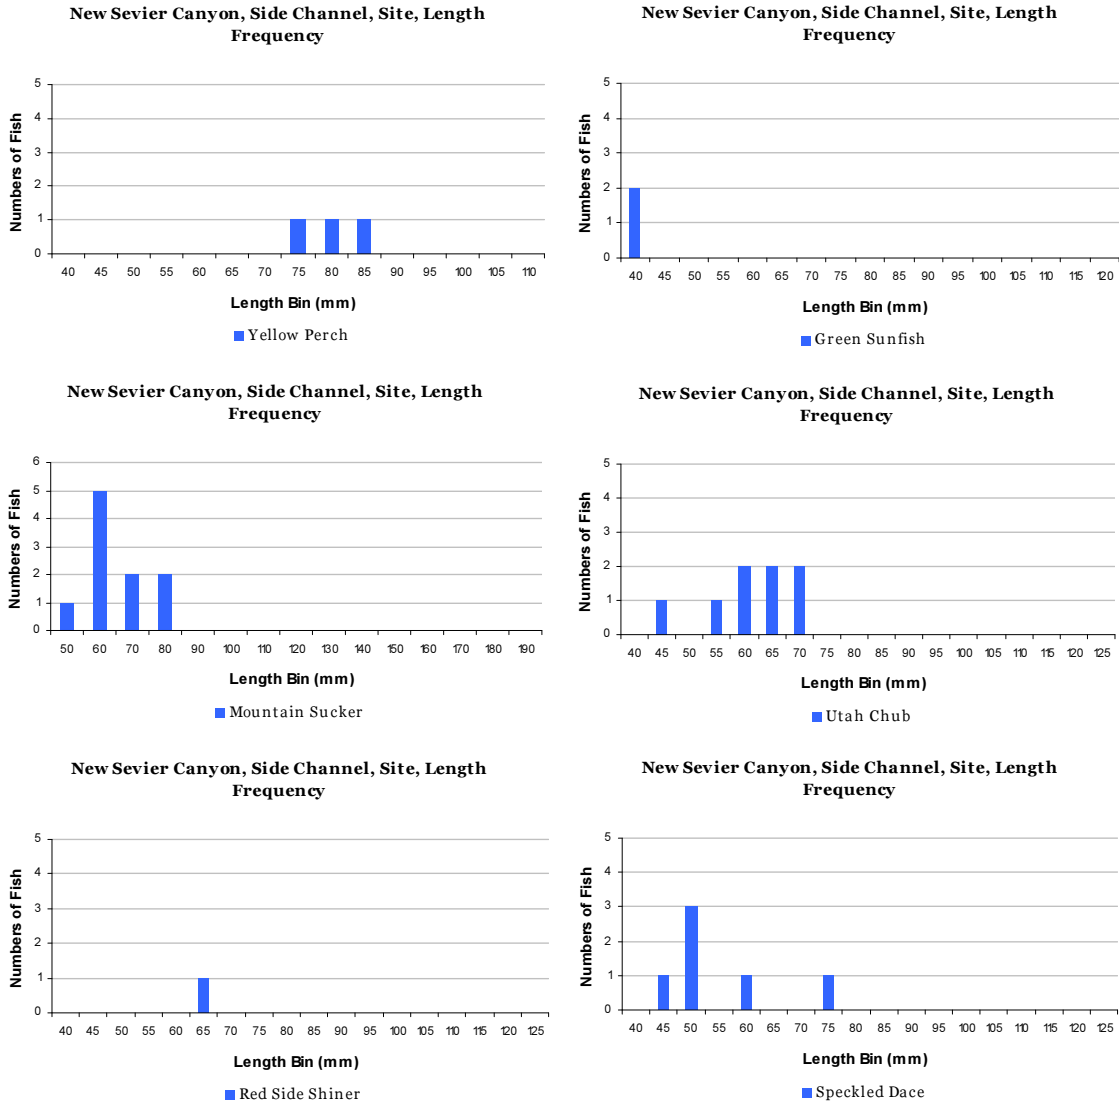 New Sevier Canyon, Side Channel, Site, Length
Frequency
Numbers of Fish
5
4
3
2
1
0
40 45 50 55 60 65 70 75 80 85 90 95 100 105 110
Length Bin (mm)
Yellow Perch
New Sevier Canyon, Side Channel, Site, Length
Frequency
Numbers of Fish
5
4
3
2
1
0
40 45 50 55 60 65 70 75 80 85 90 95 100 105 110 115 120
Length Bin (mm)
Green Sunfish
New Sevier Canyon, Side Channel, Site, Length
Frequency
Numbers of Fish
6
5
4
3
2
1
0
50 60 70 80 90 100 110 120 130 140 150 160 170 180 190
Length Bin (mm)
Mountain Sucker
New Sevier Canyon, Side Channel, Site, Length
Frequency
Numbers of Fish
5
4
3
2
1
0
40 45 50 55 60 65 70 75 80 85 90 95 100 105 110 115 120 125
Length Bin (mm)
Utah Chub
New Sevier Canyon, Side Channel, Site, Length
Frequency
Numbers of Fish
5
4
3
2
1
0
40 45 50 55 60 65 70 75 80 85 90 95 100 105 110 115 120 125
Length Bin (mm)
Red Side Shiner
New Sevier Canyon, Side Channel, Site, Length
Frequency
Numbers of Fish
5
4
3
2
1
0
40 45 50 55 60 65 70 75 80 85 90 95 100 105 110 115 120 125
Length Bin (mm)
Speckled Dace